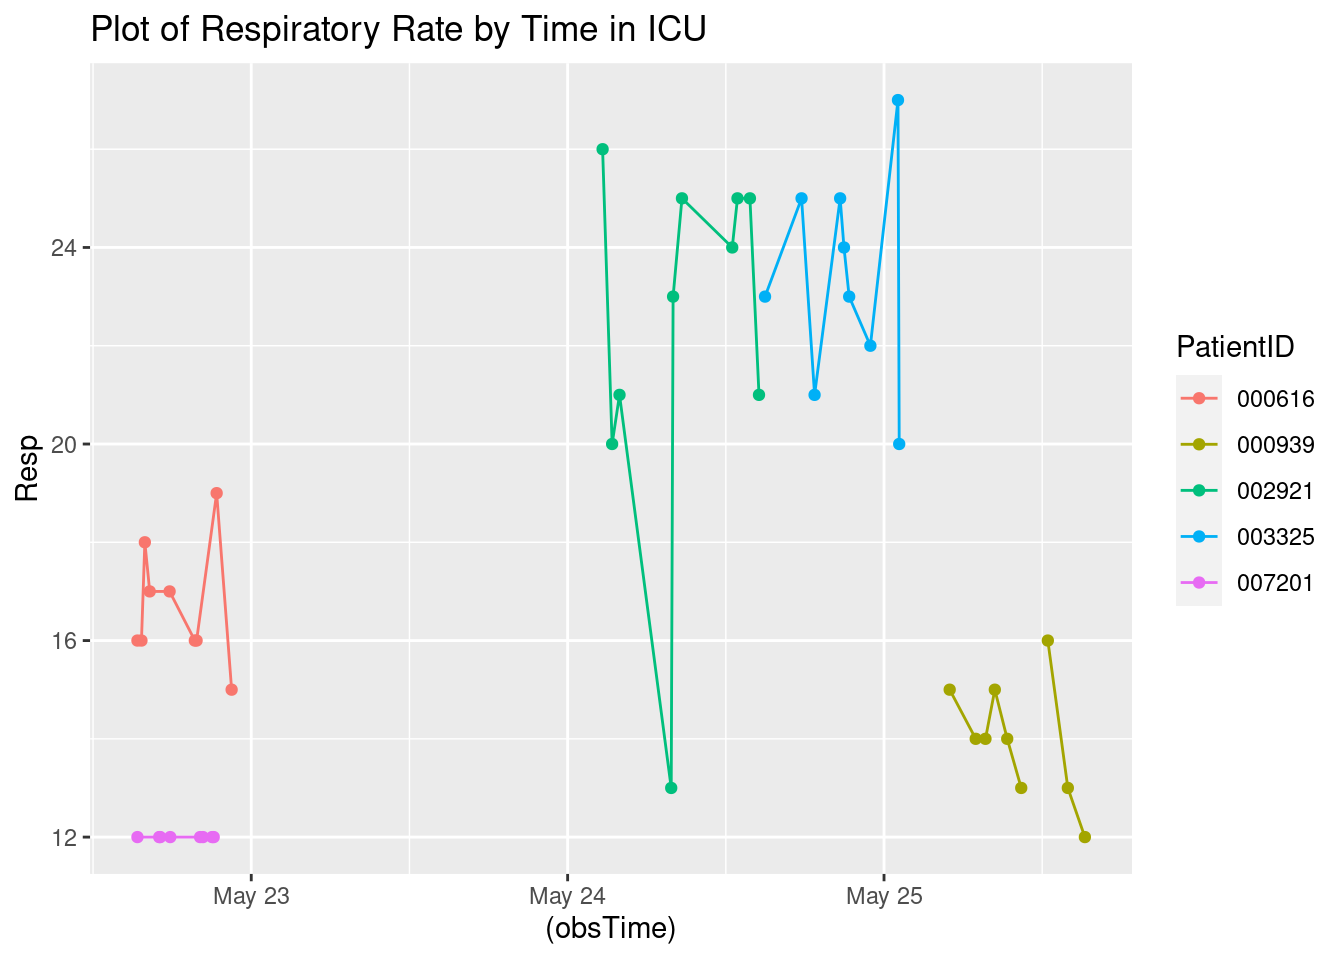 Plot of Respiratory Rate by Time in ICU
Resp
24
20
16
12
May 23
May 24
May 25
(obsTime)
PatientID
000616
000939
002921
003325
007201